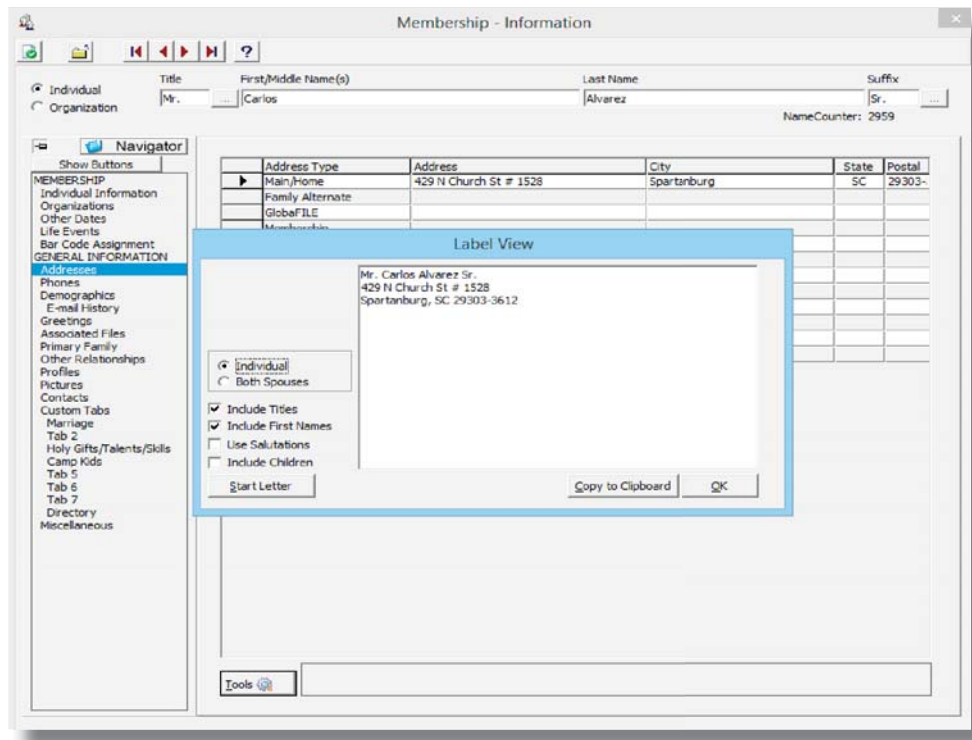 Membership - Information
?
Individual
Organization
Title
First/Middle Name(s)
Last Name
Suffix
Mr.
...
Carlos
Alvarez
Sr.
...
NameCounter: 2959
Navigator
Show Buttons
MEMBERSHIP
Individual Information
Organizations
Other Dates
Life Events
Bar Code Assignment
GENERAL INFORMATION
Addresses
Phones
Demographics
E-mail History
Greetings
Associated Files
Primary Family
Other Relationships
Profiles
Pictures
Contacts
Custom Tabs
Marriage
Tab 2
Holy Gifts/Talents/Skills
Camp Kids
Tab 5
Tab 6
Tab 7
Directory
Miscellaneous
Address Type Address City State Postal
Main/Home 429 N Church St # 1528 Spartanburg SC 29303-
Family Alternate
GlobaFILE
Membership
Label View
Mr. Carlos Alvarez Sr.
429 N Church St # 1528
Spartanburg, SC 29303-3612
Individual
Both Spouses
Include Titles
Include First Names
Use Salutations
Include Children
Start Letter
Copy to Clipboard
OK
Tools